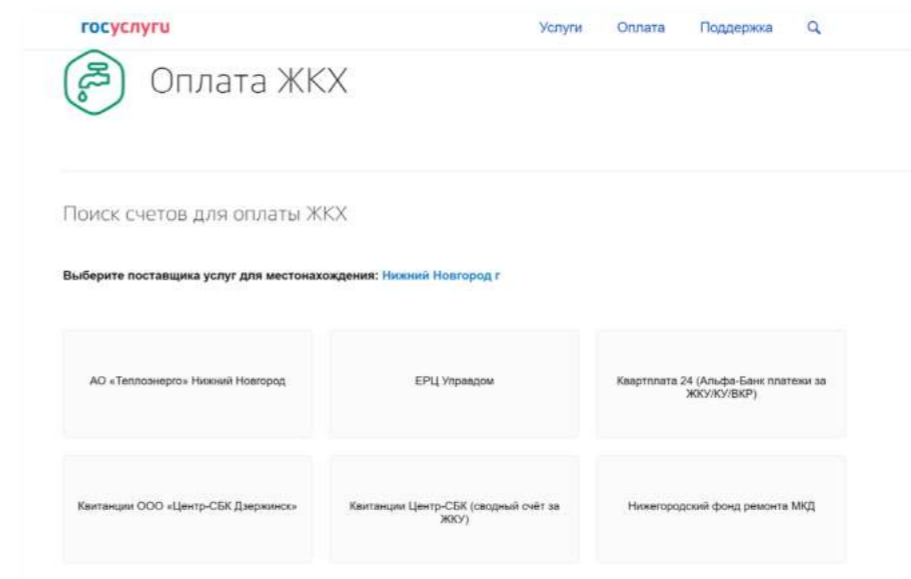 госуслуги
Услуги Оплата Поддержка
Оплата ЖКХ
Поиск счетов для оплаты ЖКХ
Выберите поставщика услуг для местонахождения: Нижний Новгород г
АО «Теплоэнерго» Нижний Новгород
ЕРЦ Управдом
Квартплата 24 (Альфа-Банк платежи за
ЖКУ/КУ/ВКР)
Квитанции ООО «Центр-СБК Дзержинск»
Квитанции Центр-СБК (сводный счёт за
ЖКУ)
Нижегородский фонд ремонта МКД